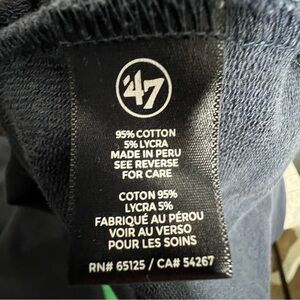 '47
95% COTTON
5% LYCRA
MADE IN PERU
SEE REVERSE
FOR CARE
COTON 95%
LYCRA 5%
FABRIQUÉ AU PÉROU
VOIR AU VERSO
POUR LES SOINS
RN# 65125 / CA# 54267